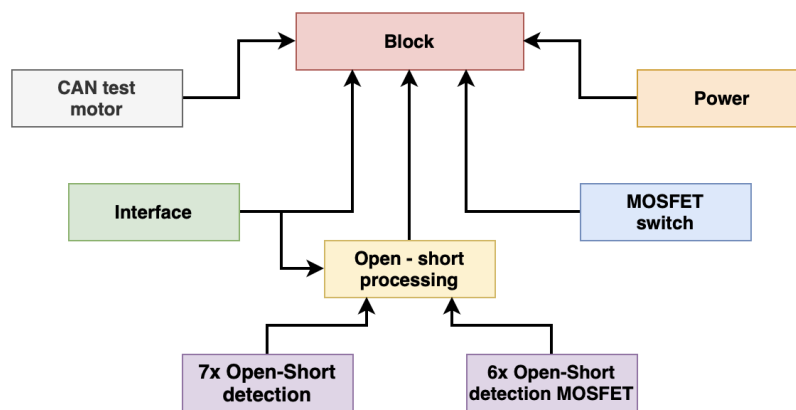 Block
CAN test
motor
Power
Interface
MOSFET
switch
Open - short
processing
7x Open-Short
detection
6x Open-Short
detection MOSFET